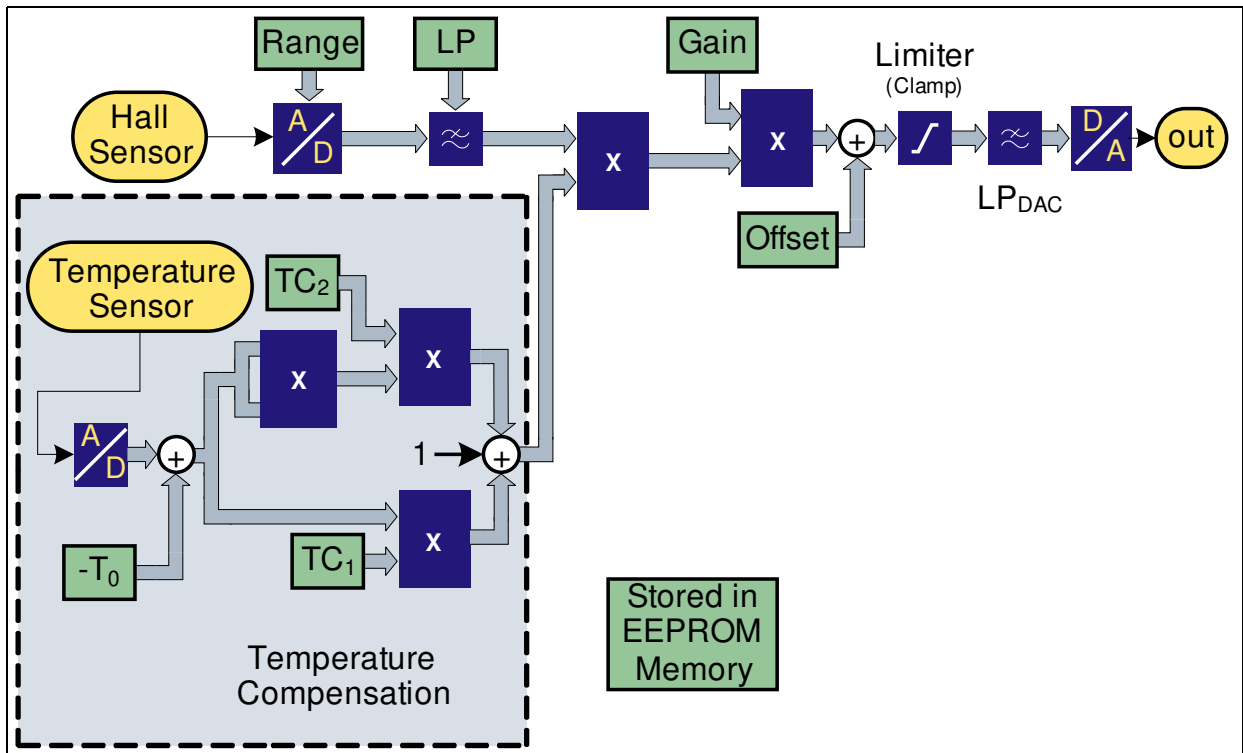 Range
LP
Gain
Limiter
(Clamp)
Hall
Sensor
A
D
X
X
+
D
A
out
LP_DAC
Offset
Temperature
Sensor
TC₂
X
X
A
D
+
1
+
-T₀
TC₁
X
Stored in
EEPROM
Memory
Temperature
Compensation